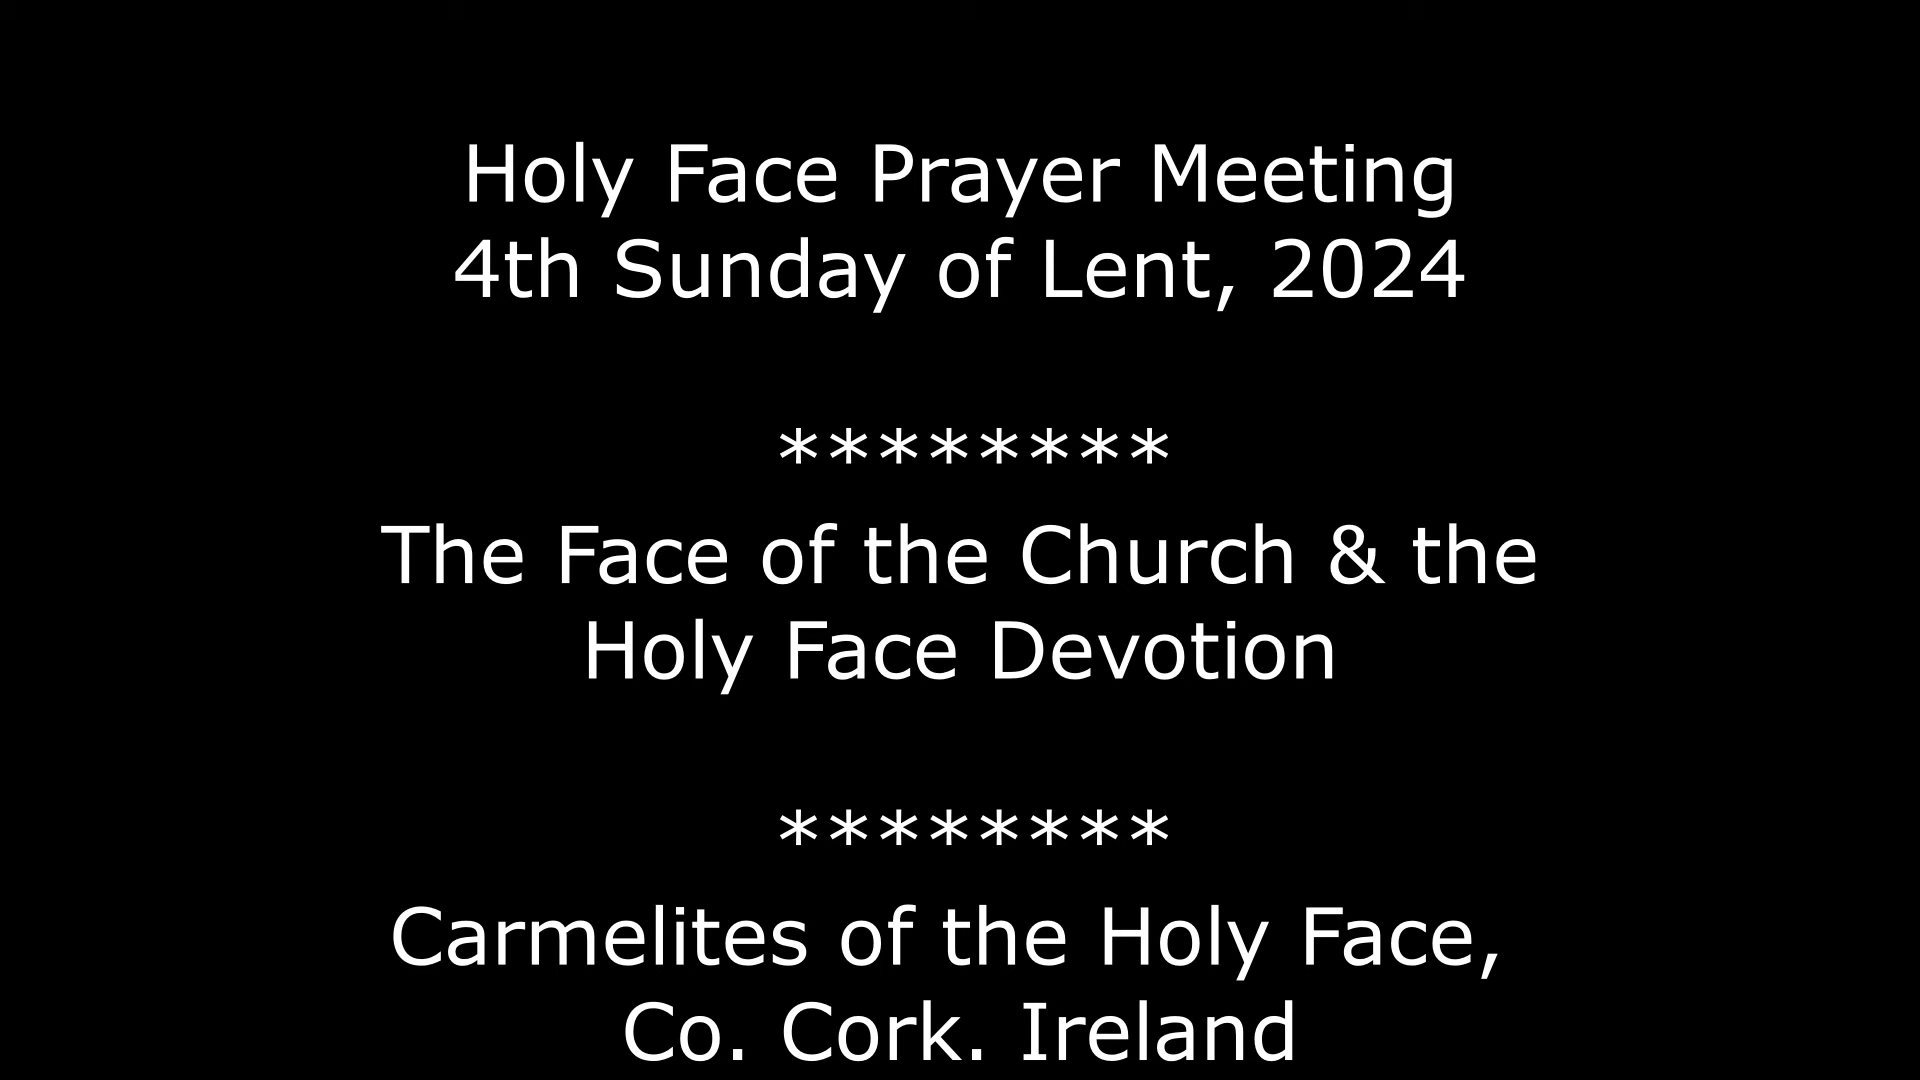 Holy Face Prayer Meeting
4th Sunday of Lent, 2024
********
The Face of the Church & the
Holy Face Devotion
********
Carmelites of the Holy Face,
Co. Cork. Ireland